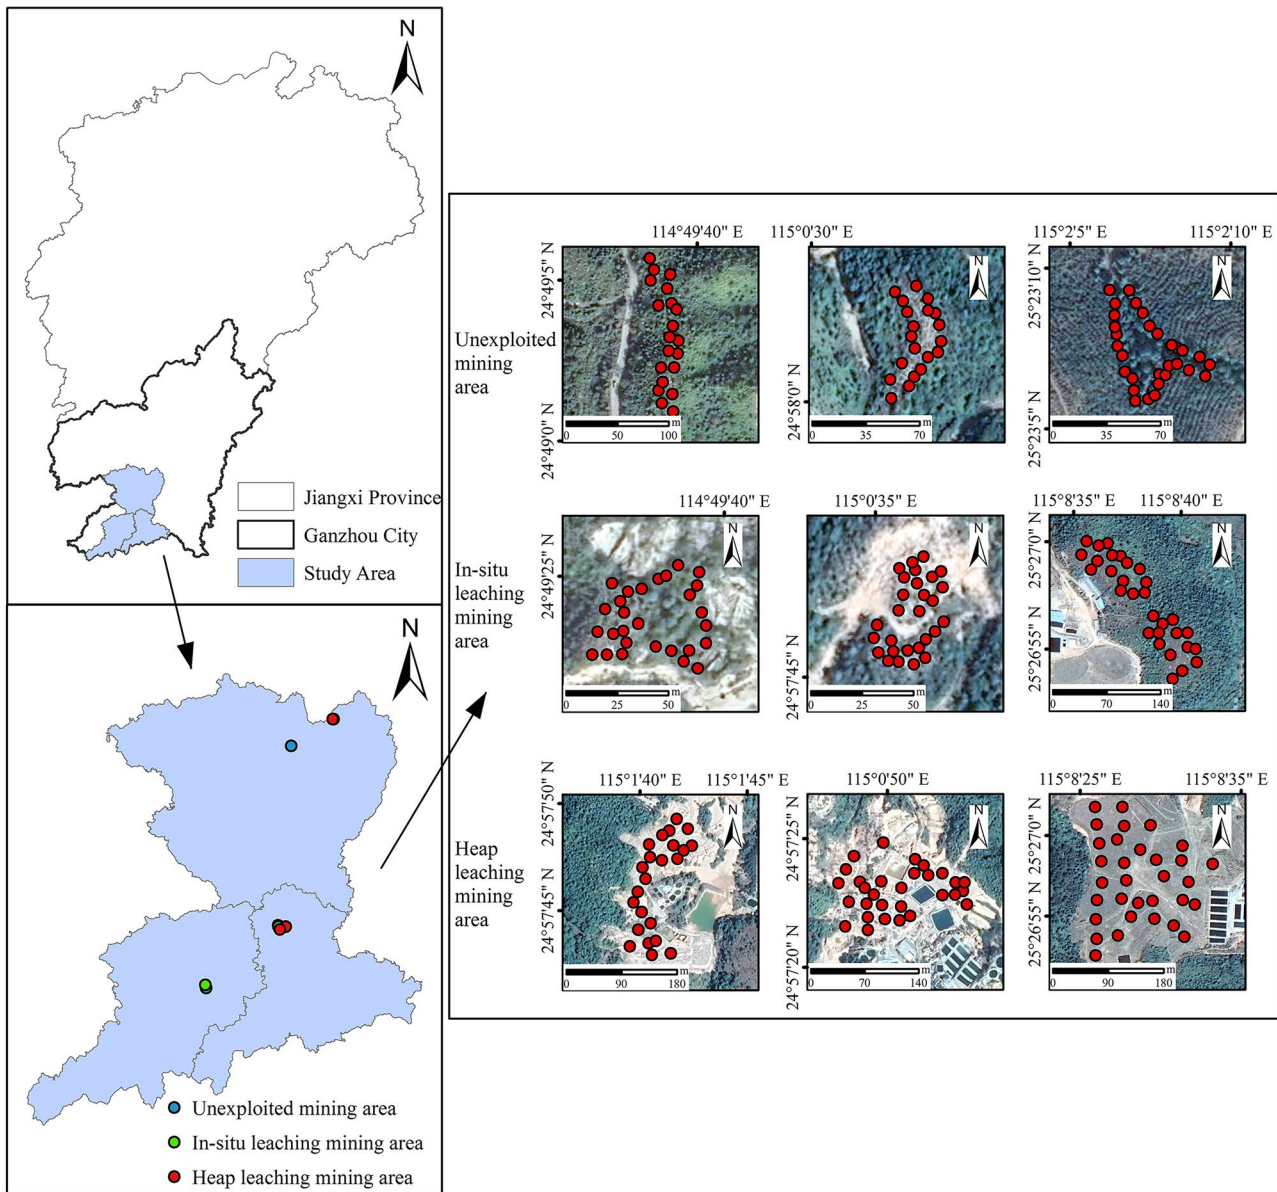 N
Jiangxi Province
Ganzhou City
Study Area
N
Unexploited mining area
In-situ leaching mining area
Heap leaching mining area
Unexploited
mining
area
114°49'40" E
24°49'5" N
24°49'0" N
0 50 100 m
115°0'30" E
24°58'0" N
N
0 35 70 m
115°2'5" E 115°2'10" E
25°23'10" N
25°23'5" N
N
0 35 70 m
In-situ
leaching
mining
area
114°49'40" E
24°49'25" N
N
0 25 50 m
115°0'35" E
24°57'45" N
N
0 25 50 m
115°8'35" E 115°8'40" E
25°27'0" N
25°26'55" N
N
0 70 140 m
Heap
leaching
mining
area
115°1'40" E 115°1'45" E
24°57'50" N
24°57'45" N
N
0 90 180 m
115°0'50" E
24°57'25" N
24°57'20" N
N
0 70 140 m
115°8'25" E 115°8'35" E
25°27'0" N
25°26'55" N
N
0 90 180 m